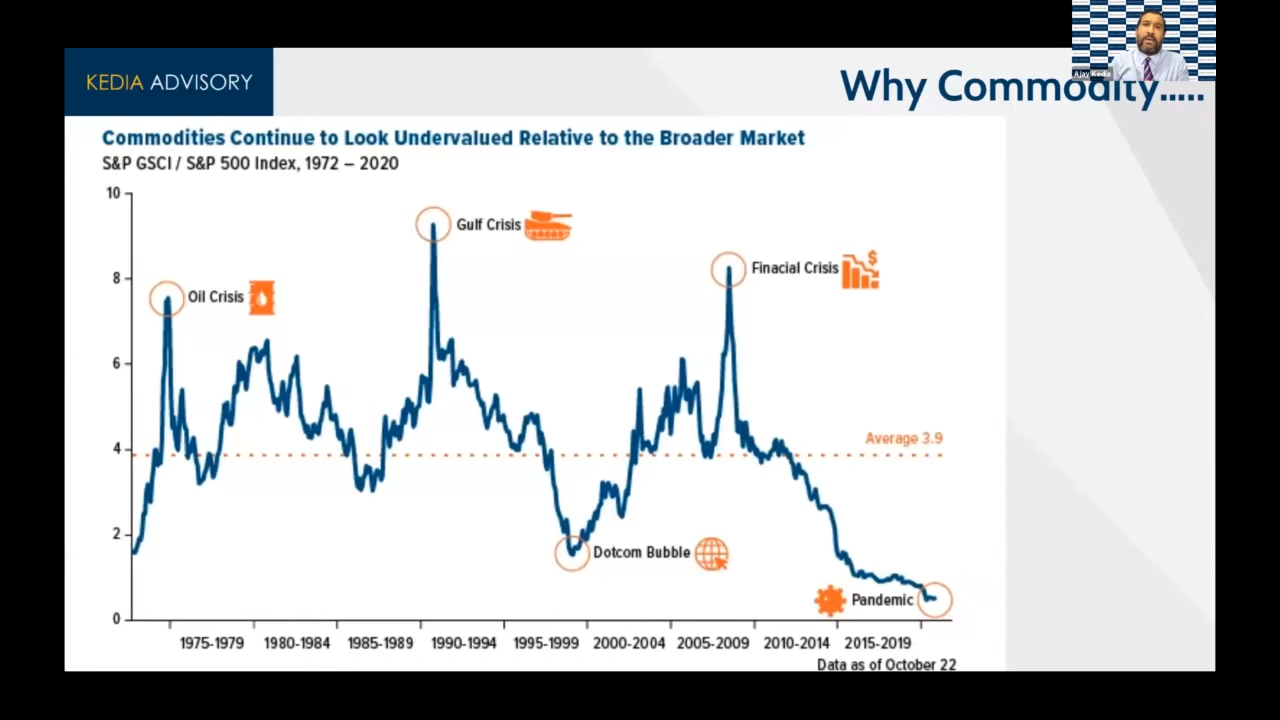 KEDIA ADVISORY
Ajay Kedia
Why Commodity.....
Commodities Continue to Look Undervalued Relative to the Broader Market
S&P GSCI / S&P 500 Index, 1972 – 2020
10
Gulf Crisis
8
Finacial Crisis
$
Oil Crisis
6
4
Average 3.9
2
Dotcom Bubble
Pandemic
0
1975-1979 1980-1984 1985-1989 1990-1994 1995-1999 2000-2004 2005-2009 2010-2014 2015-2019
Data as of October 22